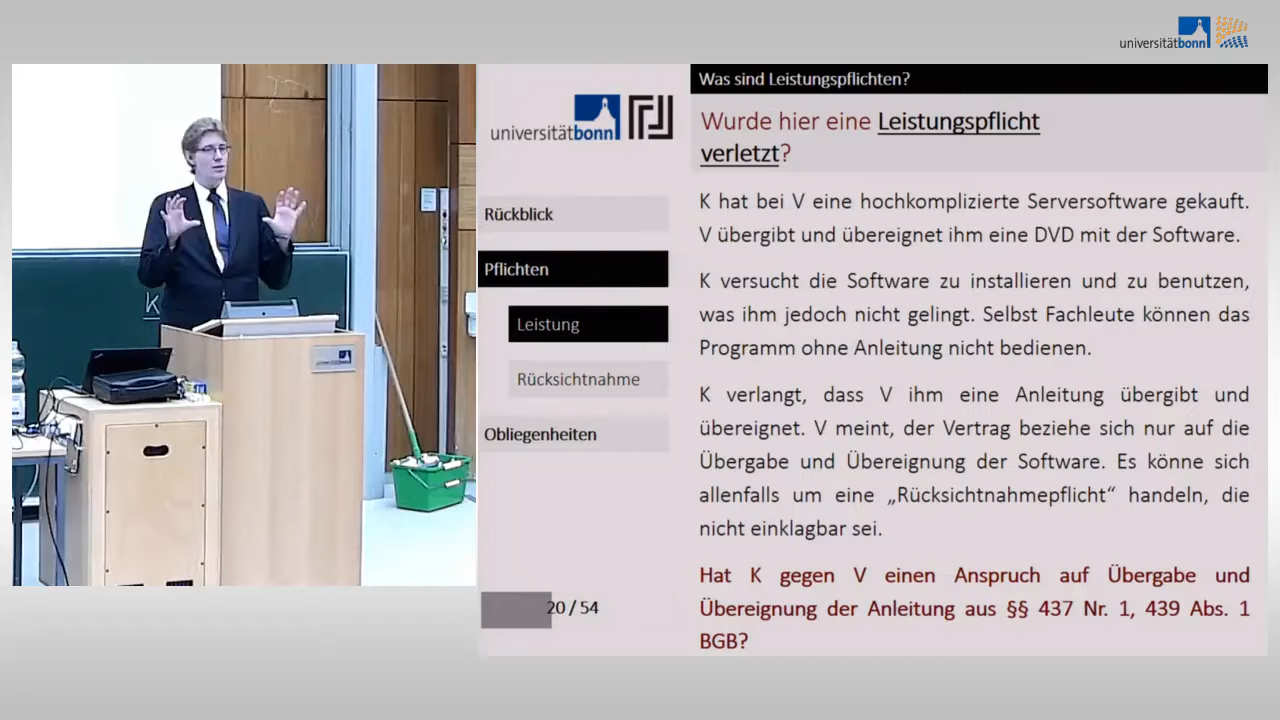 universitätbonn
universitätbonn
Was sind Leistungspflichten?
Wurde hier eine Leistungspflicht
verletzt?
Rückblick
Pflichten
Leistung
Rücksichtnahme
Obliegenheiten
20 / 54
K hat bei V eine hochkomplizierte Serversoftware gekauft.
V übergibt und übereignet ihm eine DVD mit der Software.
K versucht die Software zu installieren und zu benutzen,
was ihm jedoch nicht gelingt. Selbst Fachleute können das
Programm ohne Anleitung nicht bedienen.
K verlangt, dass V ihm eine Anleitung übergibt und
übereignet. V meint, der Vertrag beziehe sich nur auf die
Übergabe und Übereignung der Software. Es könne sich
allenfalls um eine „Rücksichtnahmepflicht“ handeln, die
nicht einklagbar sei.
Hat K gegen V einen Anspruch auf Übergabe und
Übereignung der Anleitung aus §§ 437 Nr. 1, 439 Abs. 1
BGB?
K